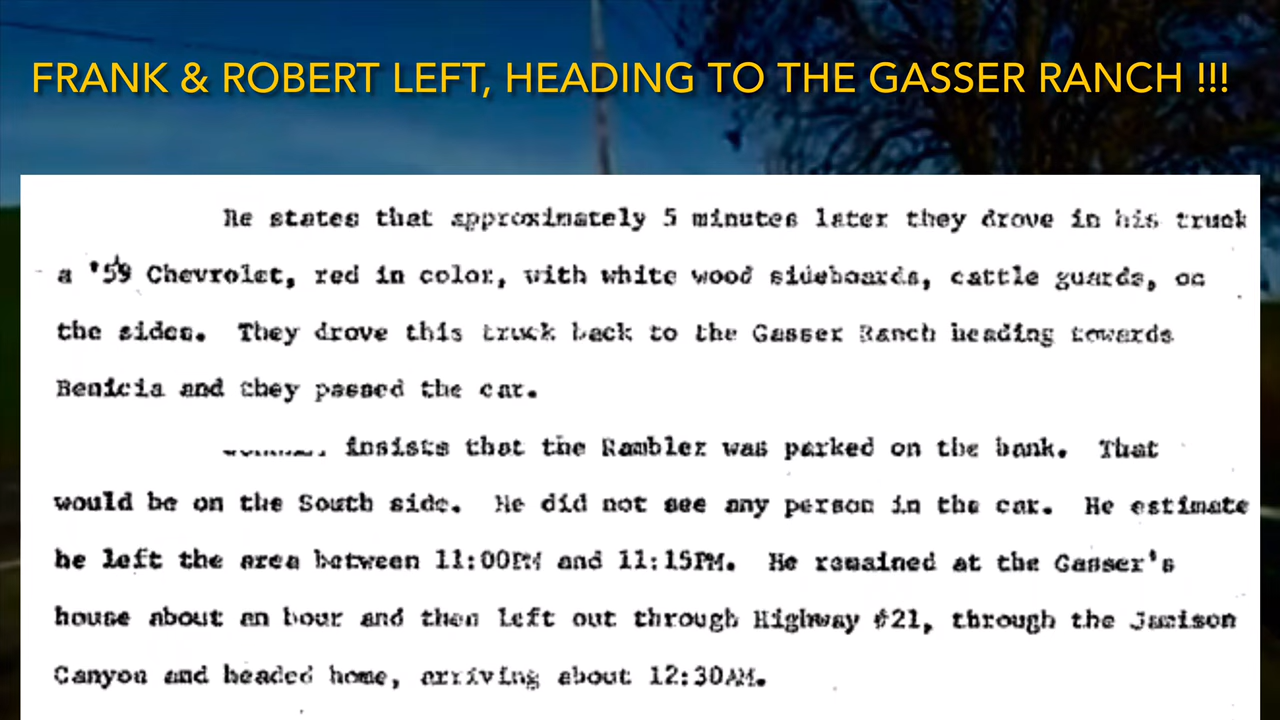 FRANK & ROBERT LEFT, HEADING TO THE GASSER RANCH !!!
He states that approximately 5 minutes later they drove in his truck
a '59 Chevrolet, red in color, with white wood sideboards, cattle guards, on
the sides. They drove this truck back to the Gasser Ranch heading towards
Benicia and they passed the car.
insists that the Rambler was parked on the bank. That
would be on the South side. He did not see any person in the car. He estimate
he left the area between 11:00PM and 11:15PM. He remained at the Gasser's
house about an hour and then left out through Highway #21, through the Jamison
Canyon and headed home, arriving about 12:30AM.